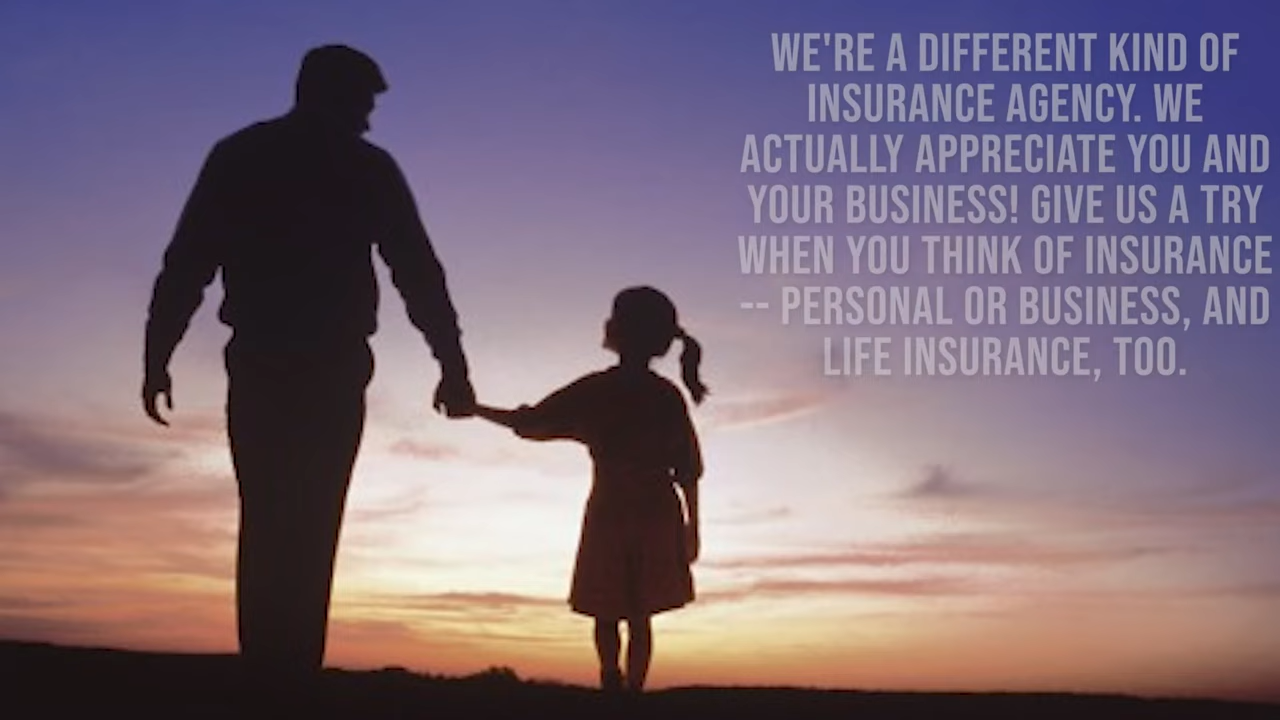 WE'RE A DIFFERENT KIND OF
INSURANCE AGENCY. WE
ACTUALLY APPRECIATE YOU AND
YOUR BUSINESS! GIVE US A TRY
WHEN YOU THINK OF INSURANCE
-- PERSONAL OR BUSINESS, AND
LIFE INSURANCE, TOO.